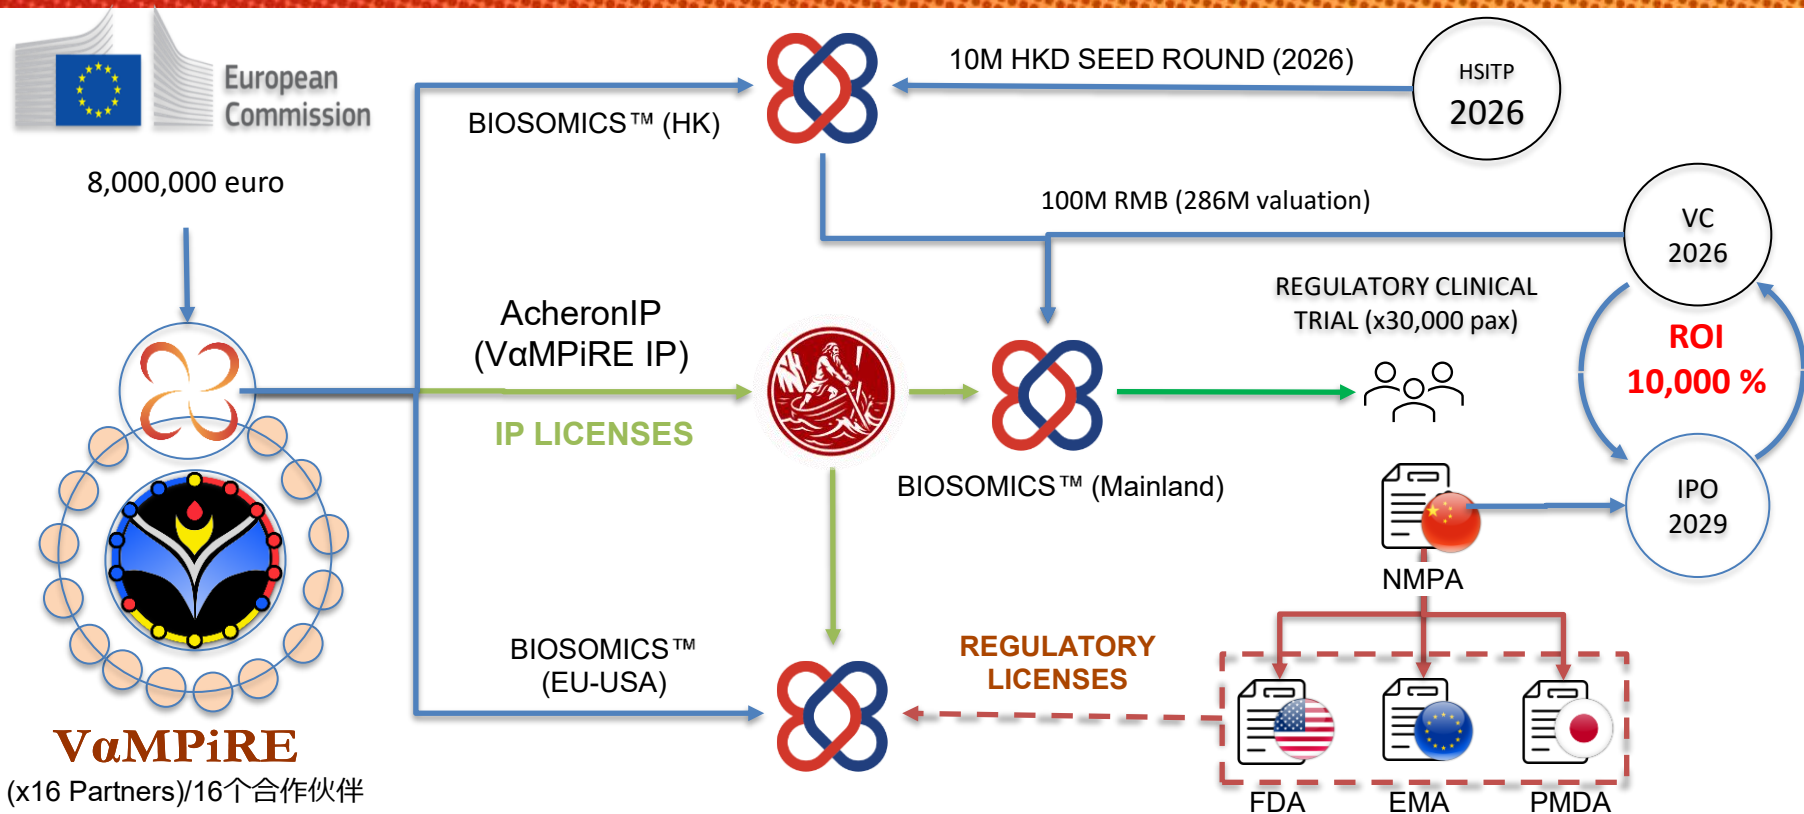 European
Commission
8,000,000 euro
BIOSOMICS™ (HK)
10M HKD SEED ROUND (2026)
HSITP
2026
100M RMB (286M valuation)
VC
2026
AcheronIP
(VαMPiRE IP)
IP LICENSES
REGULATORY CLINICAL
TRIAL (x30,000 pax)
ROI
10,000 %
BIOSOMICS™ (Mainland)
IPO
2029
NMPA
BIOSOMICS™
(EU-USA)
REGULATORY
LICENSES
VαMPiRE
(x16 Partners)/16个合作伙伴
FDA
EMA
PMDA